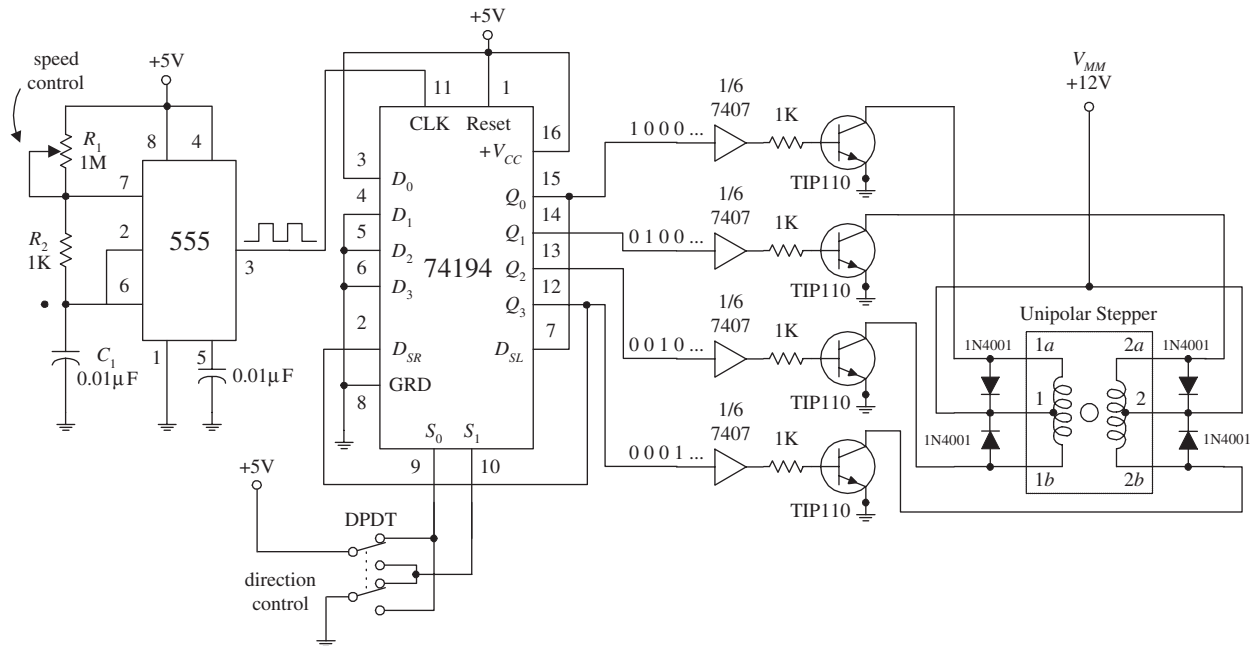 speed
control
+5V
R1
1M
R2
1K
C1
0.01µF
8
4
7
2
6
555
3
1
5
0.01µF
+5V
11
1
CLK
Reset
16
+VCC
3
D0
15
Q0
4
D1
14
Q1
5
D2
13
Q2
6
D3
12
Q3
74194
2
DSR
7
DSL
GRD
8
S0
S1
9
10
+5V
DPDT
direction
control
1 0 0 0 ...
1/6
7407
1K
TIP110
0 1 0 0 ...
1/6
7407
1K
TIP110
0 0 1 0 ...
1/6
7407
1K
TIP110
0 0 0 1 ...
1/6
7407
1K
TIP110
VMM
+12V
Unipolar Stepper
1N4001
1a
2a
1N4001
1
2
1N4001
1N4001
1b
2b